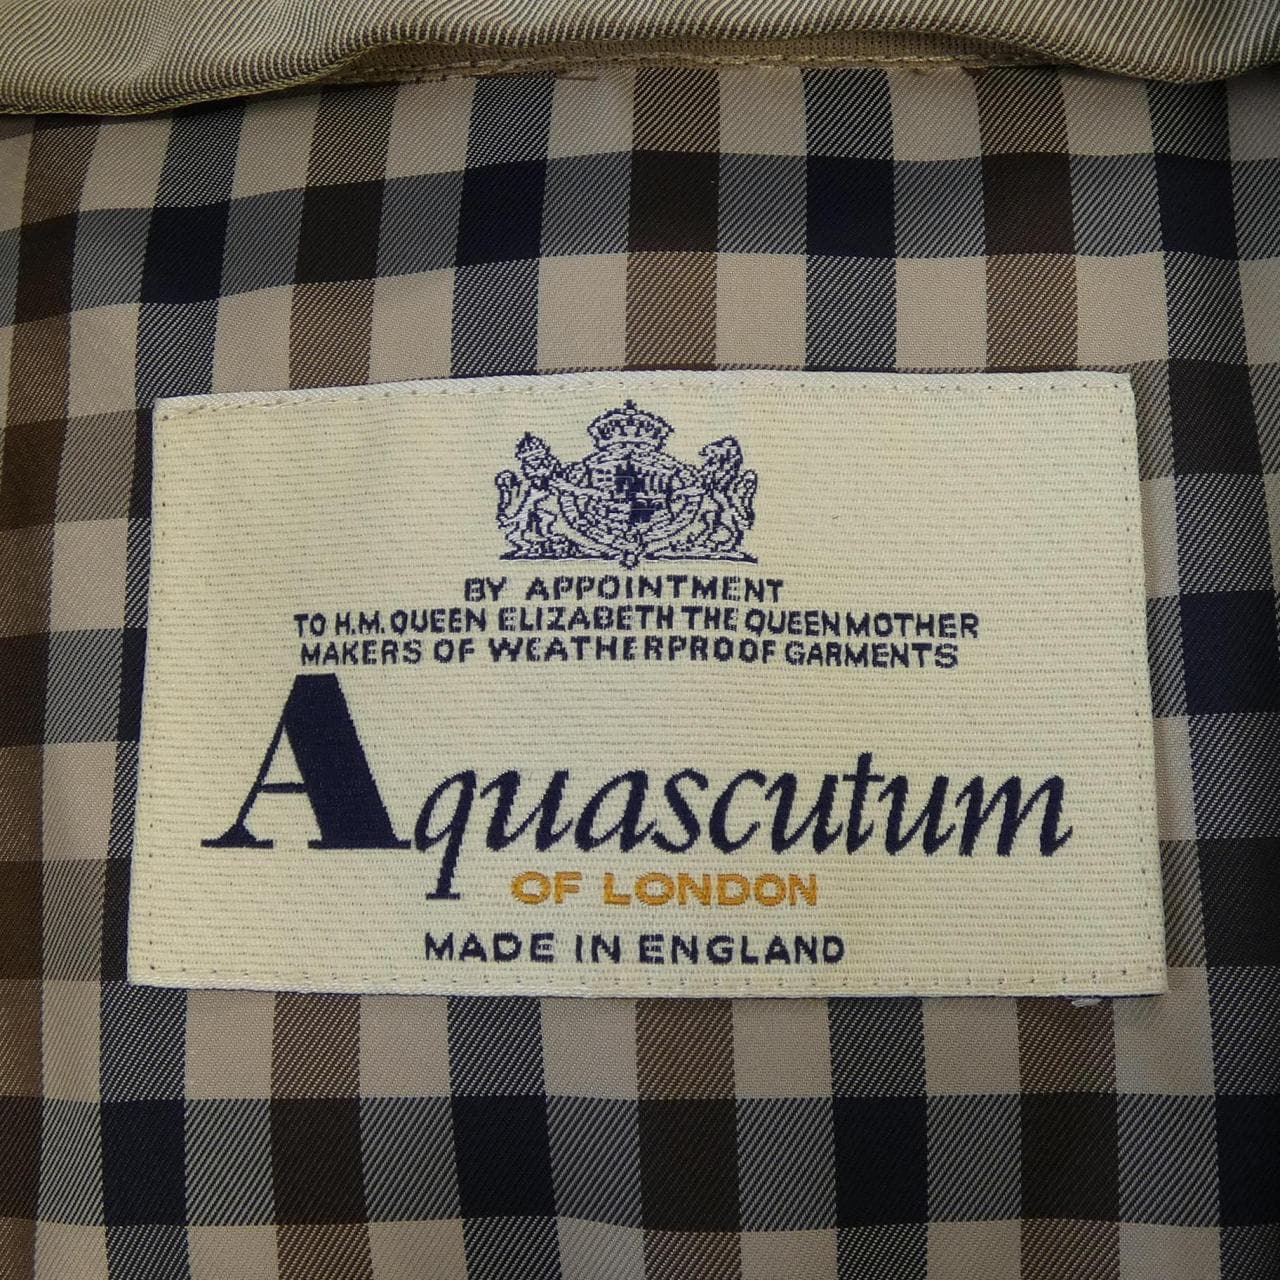 BY APPOINTMENT
TO H.M. QUEEN ELIZABETH THE QUEEN MOTHER
MAKERS OF WEATHERPROOF GARMENTS
Aquascutum
OF LONDON
MADE IN ENGLAND